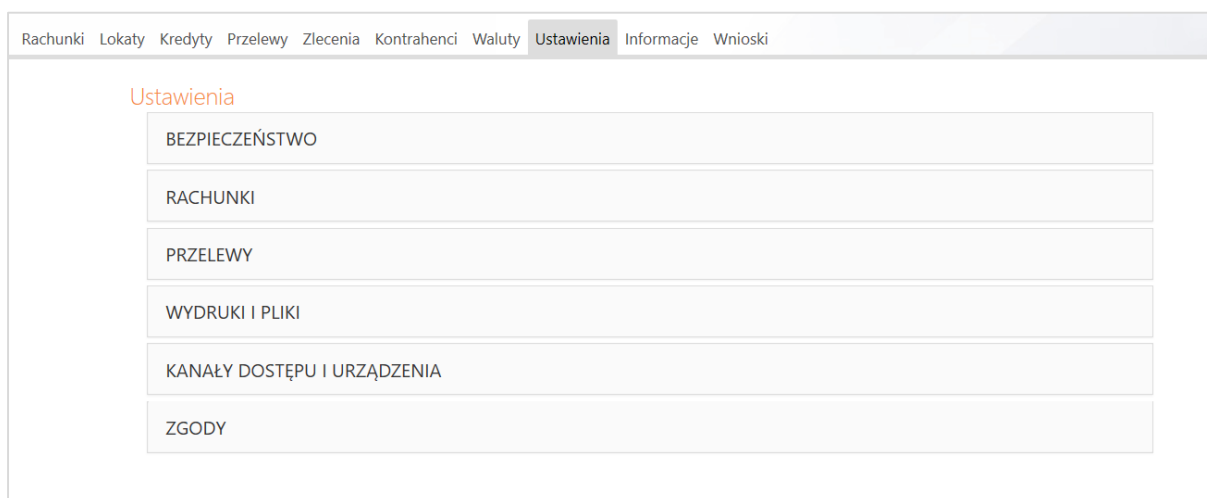 Rachunki Lokaty Kredyty Przelewy Zlecenia Kontrahenci Waluty Ustawienia Informacje Wnioski
Ustawienia
BEZPIECZEŃSTWO
RACHUNKI
PRZELEWY
WYDRUKI I PLIKI
KANAŁY DOSTĘPU I URZĄDZENIA
ZGODY